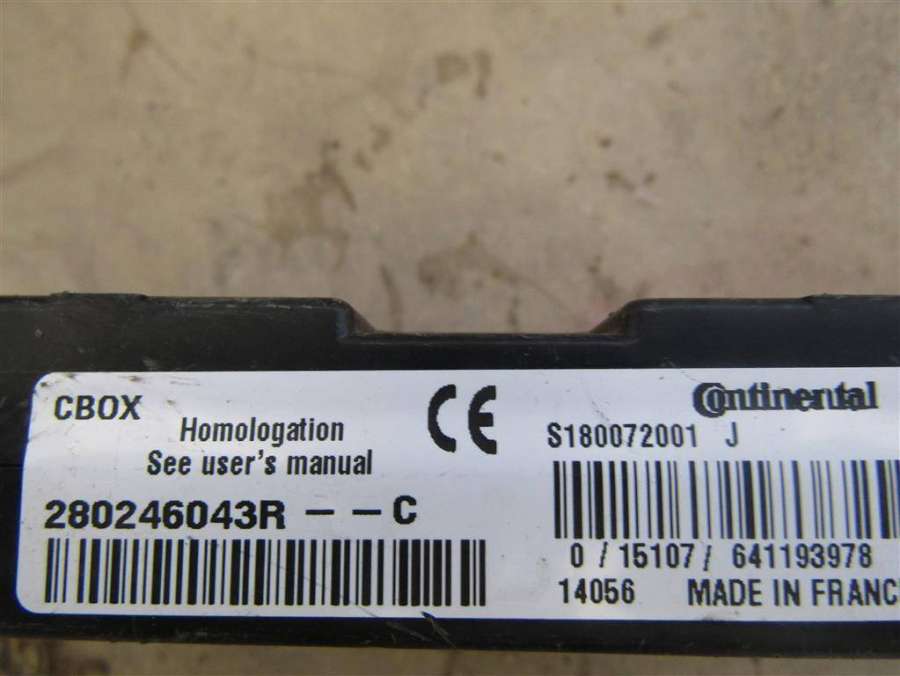 CBOX
Homologation
See user's manual
280246043R – – C
CE
Continental
S180072001 J
0 / 15107 / 641193978
14056 MADE IN FRANC